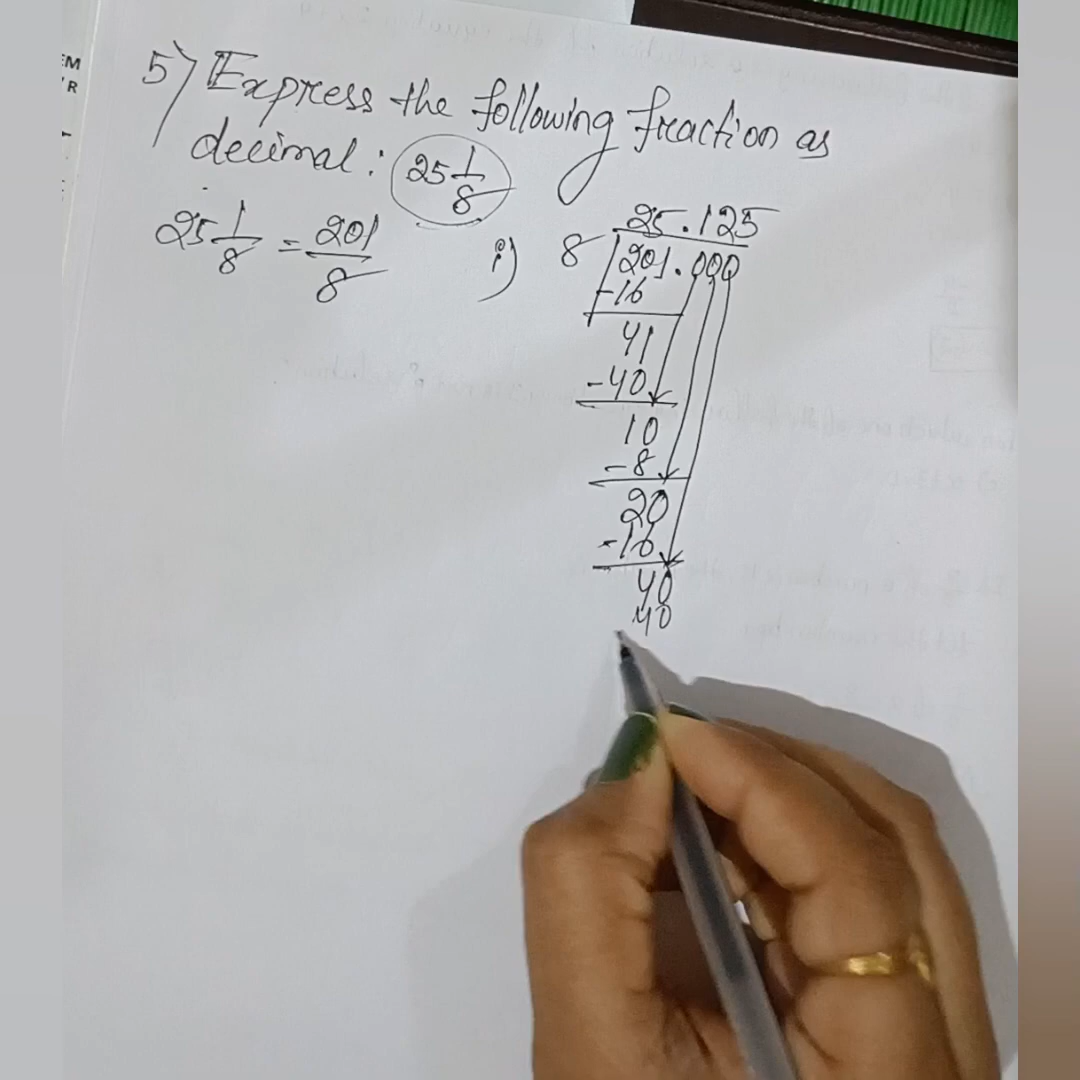 5) Express the following fraction as
decimal: 25 1/8
25 1/8 = 201/8
i)
25.125
8 201.000
-16
41
-40
10
-8
20
-16
40
40
EM
R